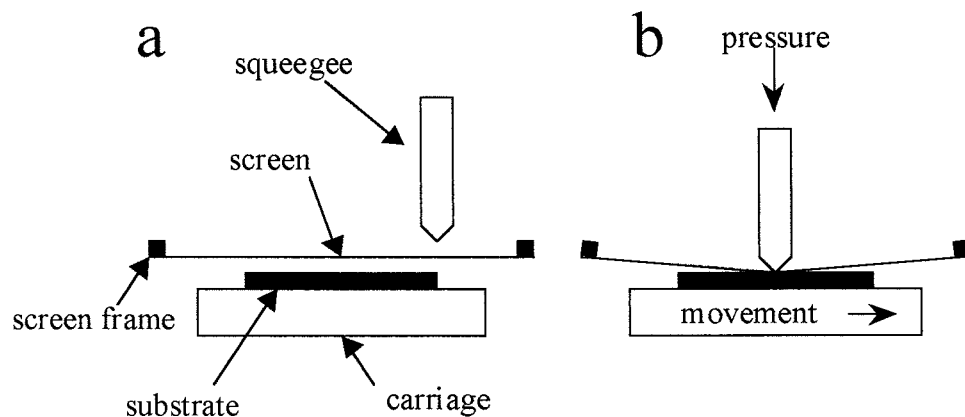 a
squeegee
screen
screen frame
substrate
carriage
b
pressure
movement